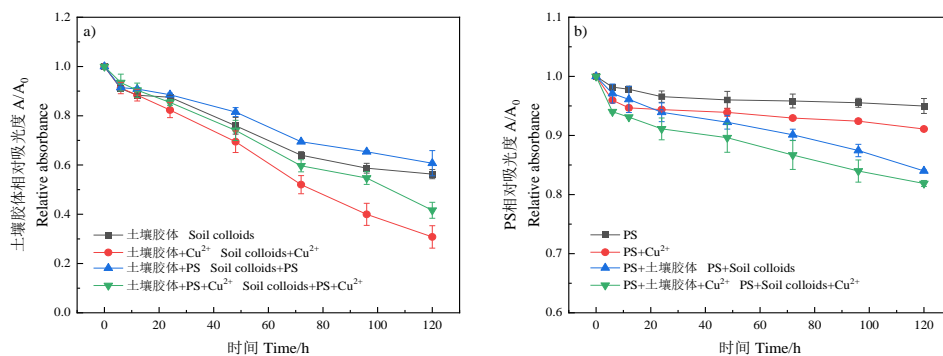 a)
土壤胶体相对吸光度 A/A₀
Relative absorbance
1.2
1.0
0.8
0.6
0.4
0.2
0.0
土壤胶体 Soil colloids
土壤胶体+Cu²⁺ Soil colloids+Cu²⁺
土壤胶体+PS Soil colloids+PS
土壤胶体+PS+Cu²⁺ Soil colloids+PS+Cu²⁺
0 20 40 60 80 100 120
时间 Time/h
b)
PS相对吸光度 A/A₀
Relative absorbance
1.1
1.0
0.9
0.8
0.6
PS
PS+Cu²⁺
PS+土壤胶体 PS+Soil colloids
PS+土壤胶体+Cu²⁺ PS+Soil colloids+Cu²⁺
0 20 40 60 80 100 120
时间 Time/h